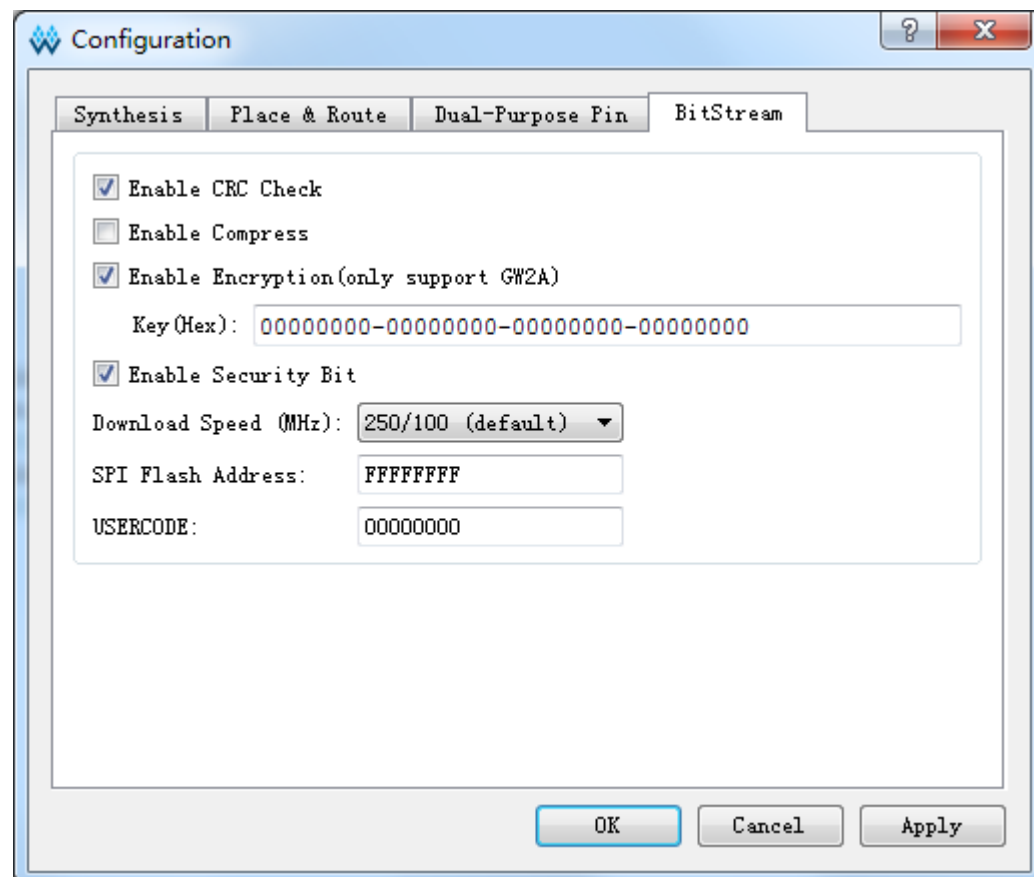 Configuration
Synthesis Place & Route Dual-Purpose Pin BitStream
Enable CRC Check
Enable Compress
Enable Encryption(only support GW2A)
Key(Hex): 00000000-00000000-00000000-00000000
Enable Security Bit
Download Speed (MHz): 250/100 (default)
SPI Flash Address: FFFFFFFF
USERCODE: 00000000
OK Cancel Apply